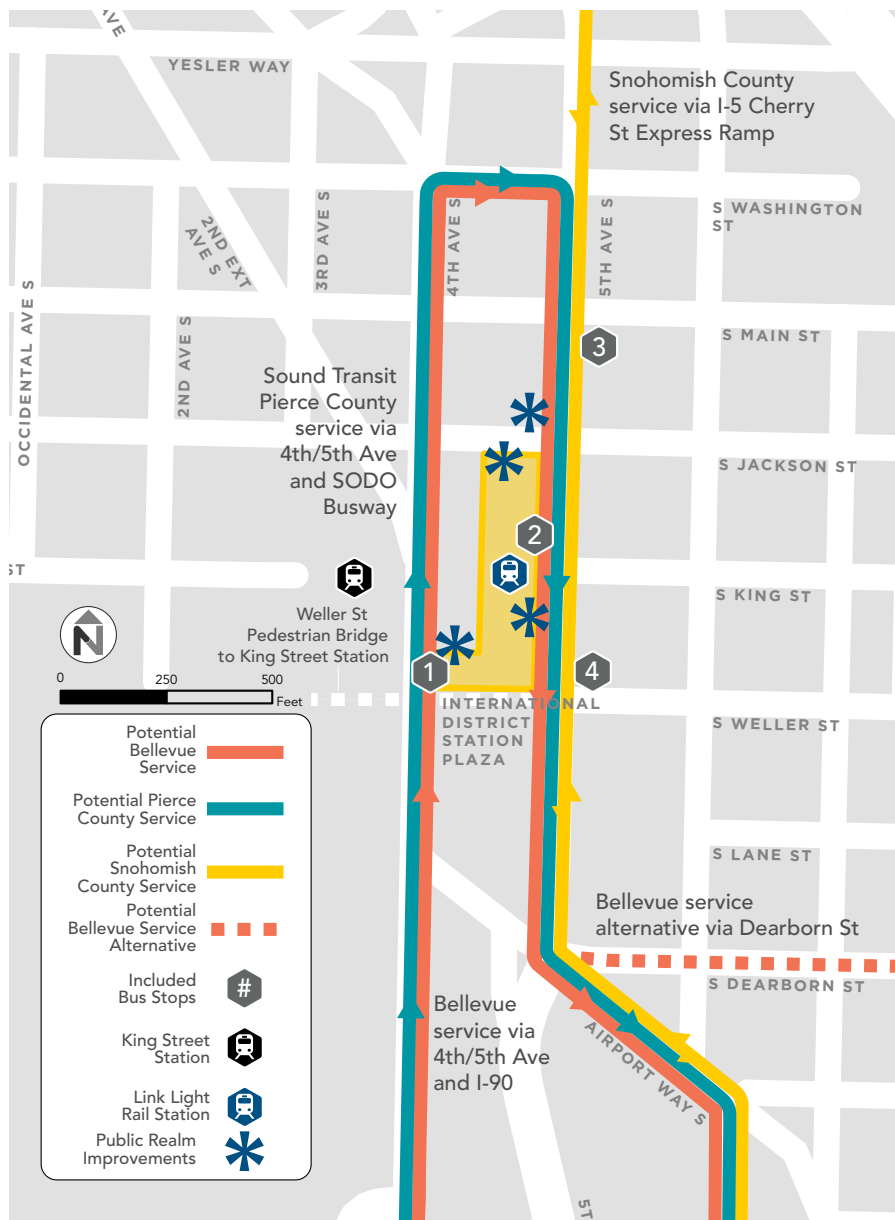 AVE
AVE
YESLER WAY
Snohomish County
service via I-5 Cherry
St Express Ramp
S WASHINGTON
ST
2ND EXT
AVE S
3RD AVE S
4TH AVE S
5TH AVE S
OCCIDENTAL AVE S
2ND AVE S
S MAIN ST
3
Sound Transit
Pierce County
service via
4th/5th Ave
and SODO
Busway
S JACKSON ST
2
ST
S KING ST
N
Weller St
Pedestrian Bridge
to King Street Station
1
4
0 250 500
Feet
INTERNATIONAL
DISTRICT
STATION
PLAZA
S WELLER ST
Potential
Bellevue
Service
Potential Pierce
County Service
Potential
Snohomish
County Service
Potential
Bellevue Service
Alternative
Included
Bus Stops
#
King Street
Station
Link Light
Rail Station
Public Realm
Improvements
S LANE ST
Bellevue service
alternative via Dearborn St
S DEARBORN ST
Bellevue
service via
4th/5th Ave
and I-90
AIRPORT WAY S
5T